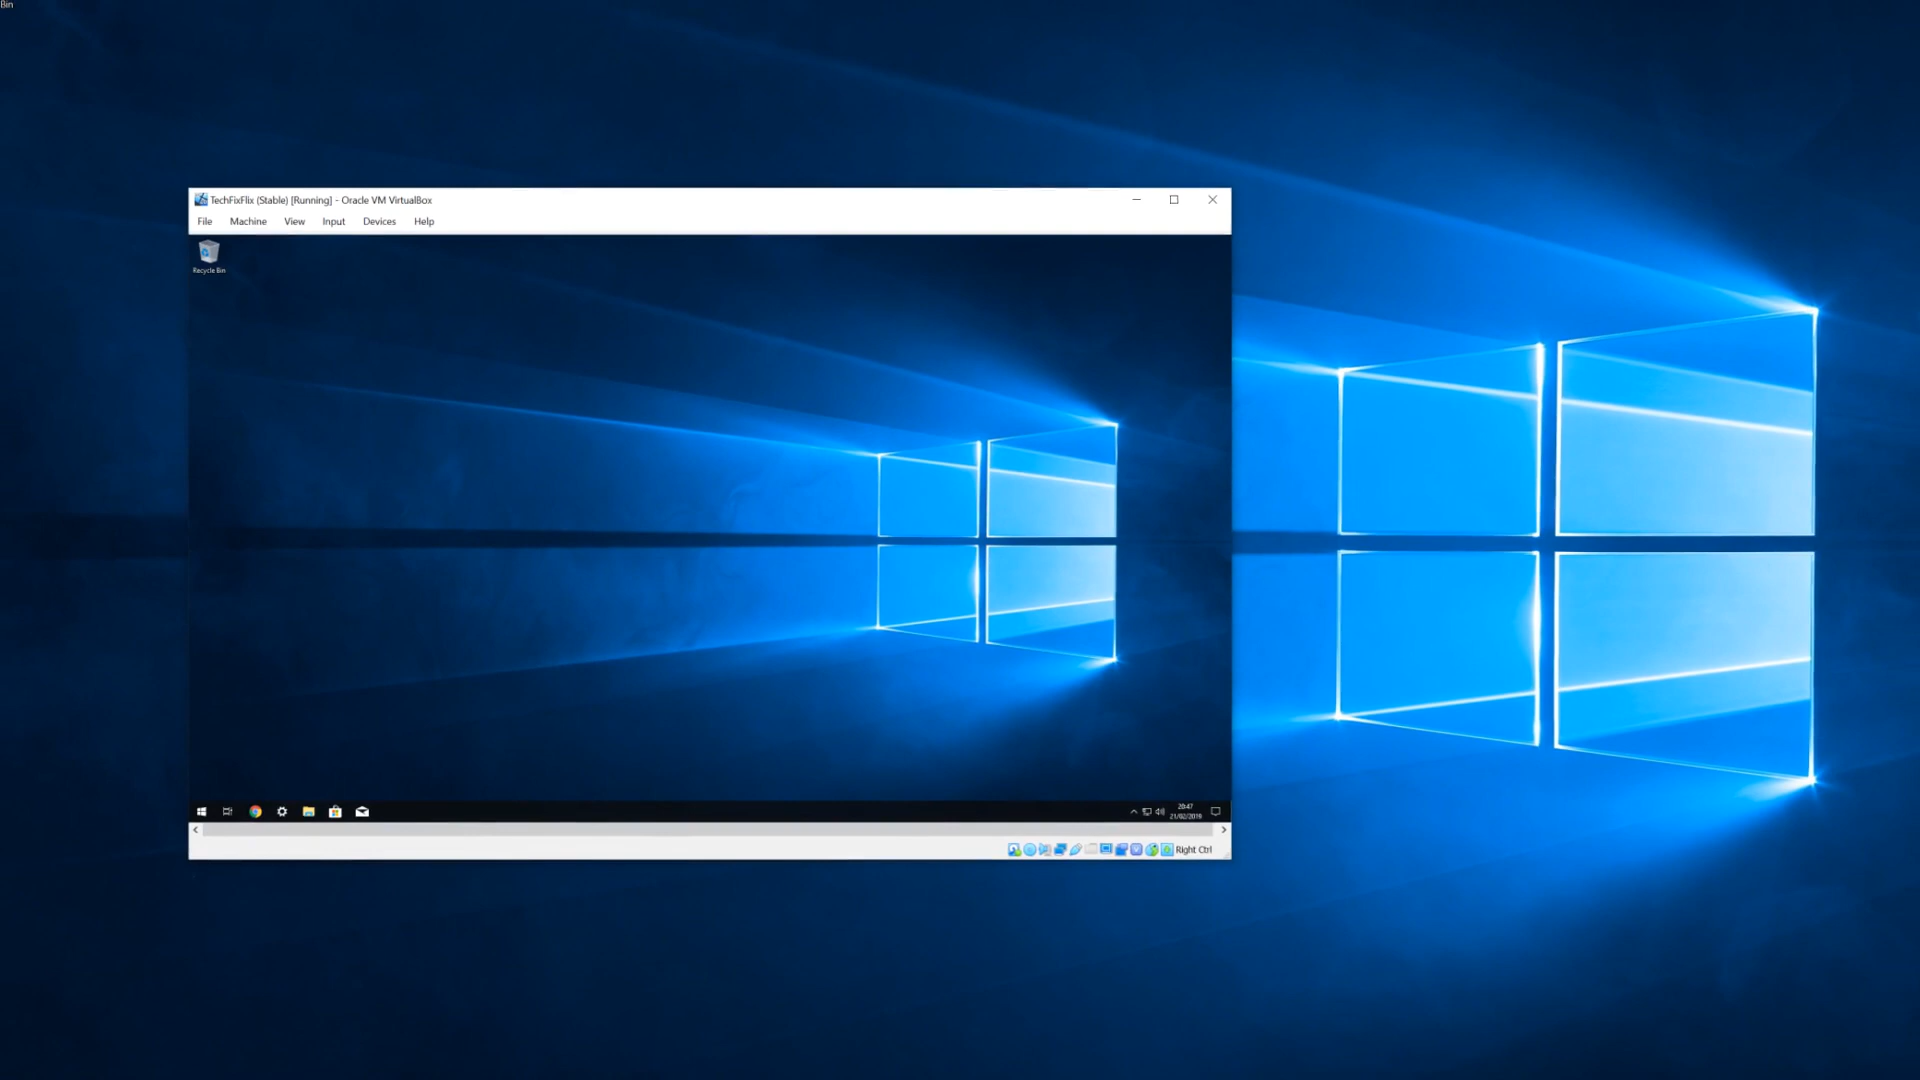 Bin
TechFixFlix (Stable) [Running] - Oracle VM VirtualBox
File Machine View Input Devices Help
Recycle Bin
20:47
21/02/2019
Right Ctrl